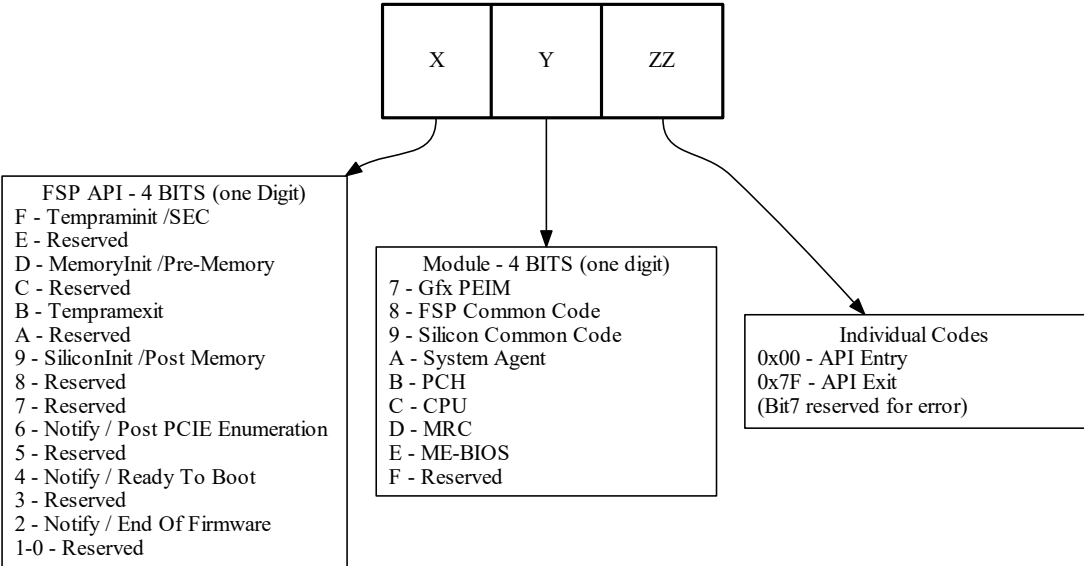 X
Y
ZZ
FSP API - 4 BITS (one Digit)
F - Tempraminit /SEC
E - Reserved
D - MemoryInit /Pre-Memory
C - Reserved
B - Tempramexit
A - Reserved
9 - SiliconInit /Post Memory
8 - Reserved
7 - Reserved
6 - Notify / Post PCIE Enumeration
5 - Reserved
4 - Notify / Ready To Boot
3 - Reserved
2 - Notify / End Of Firmware
1-0 - Reserved
Module - 4 BITS (one digit)
7 - Gfx PEIM
8 - FSP Common Code
9 - Silicon Common Code
A - System Agent
B - PCH
C - CPU
D - MRC
E - ME-BIOS
F - Reserved
Individual Codes
0x00 - API Entry
0x7F - API Exit
(Bit7 reserved for error)